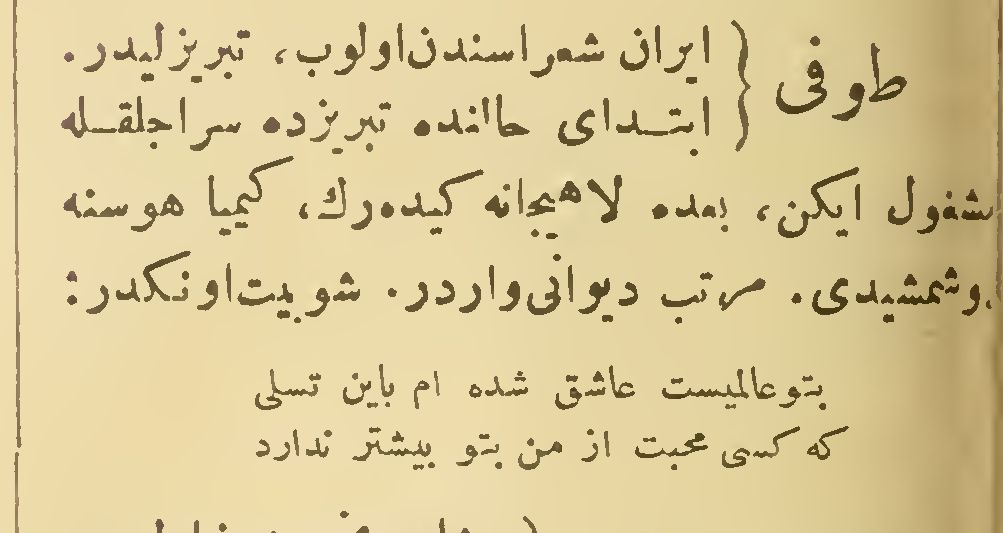 طوفی } ایران شعراسندن اولوب، تبریزلیدر.
ابتدای حالنده تبریزده سراجلقله
مشغول ایکن، بعده لاهیجانه کیده‌رك، کیمیا هوسنه
دوشمشیدی. مرتب دیوانی واردر. شو بیت اونکدر:
بتو عالمیست عاشق شده ام باین تسلی
که کسی محبت از من بتو بیشتر ندارد